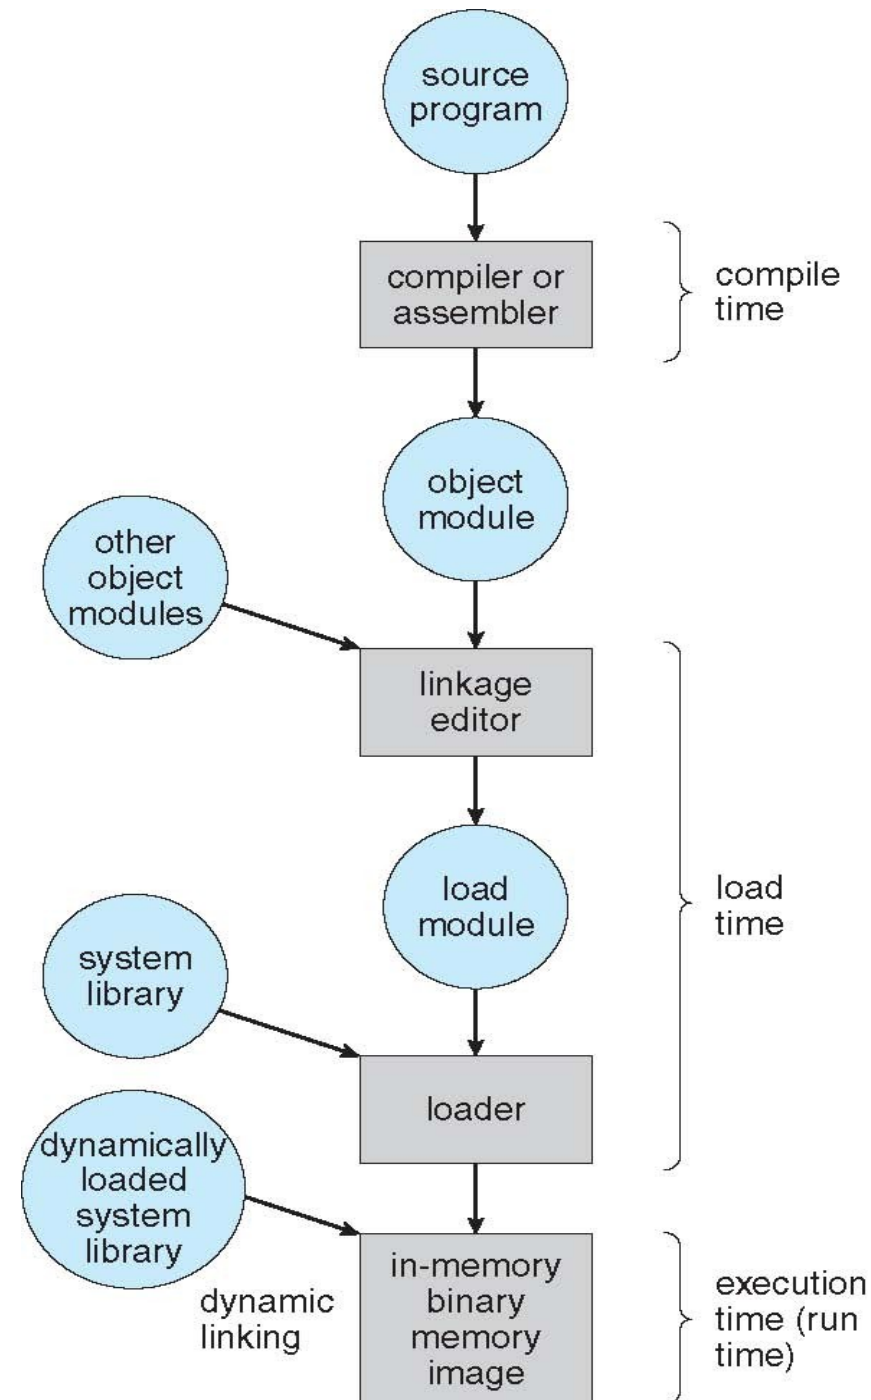 source
program
compiler or
assembler
compile
time
object
module
other
object
modules
linkage
editor
load
module
load
time
system
library
loader
dynamically
loaded
system
library
dynamic
linking
in-memory
binary
memory
image
execution
time (run
time)